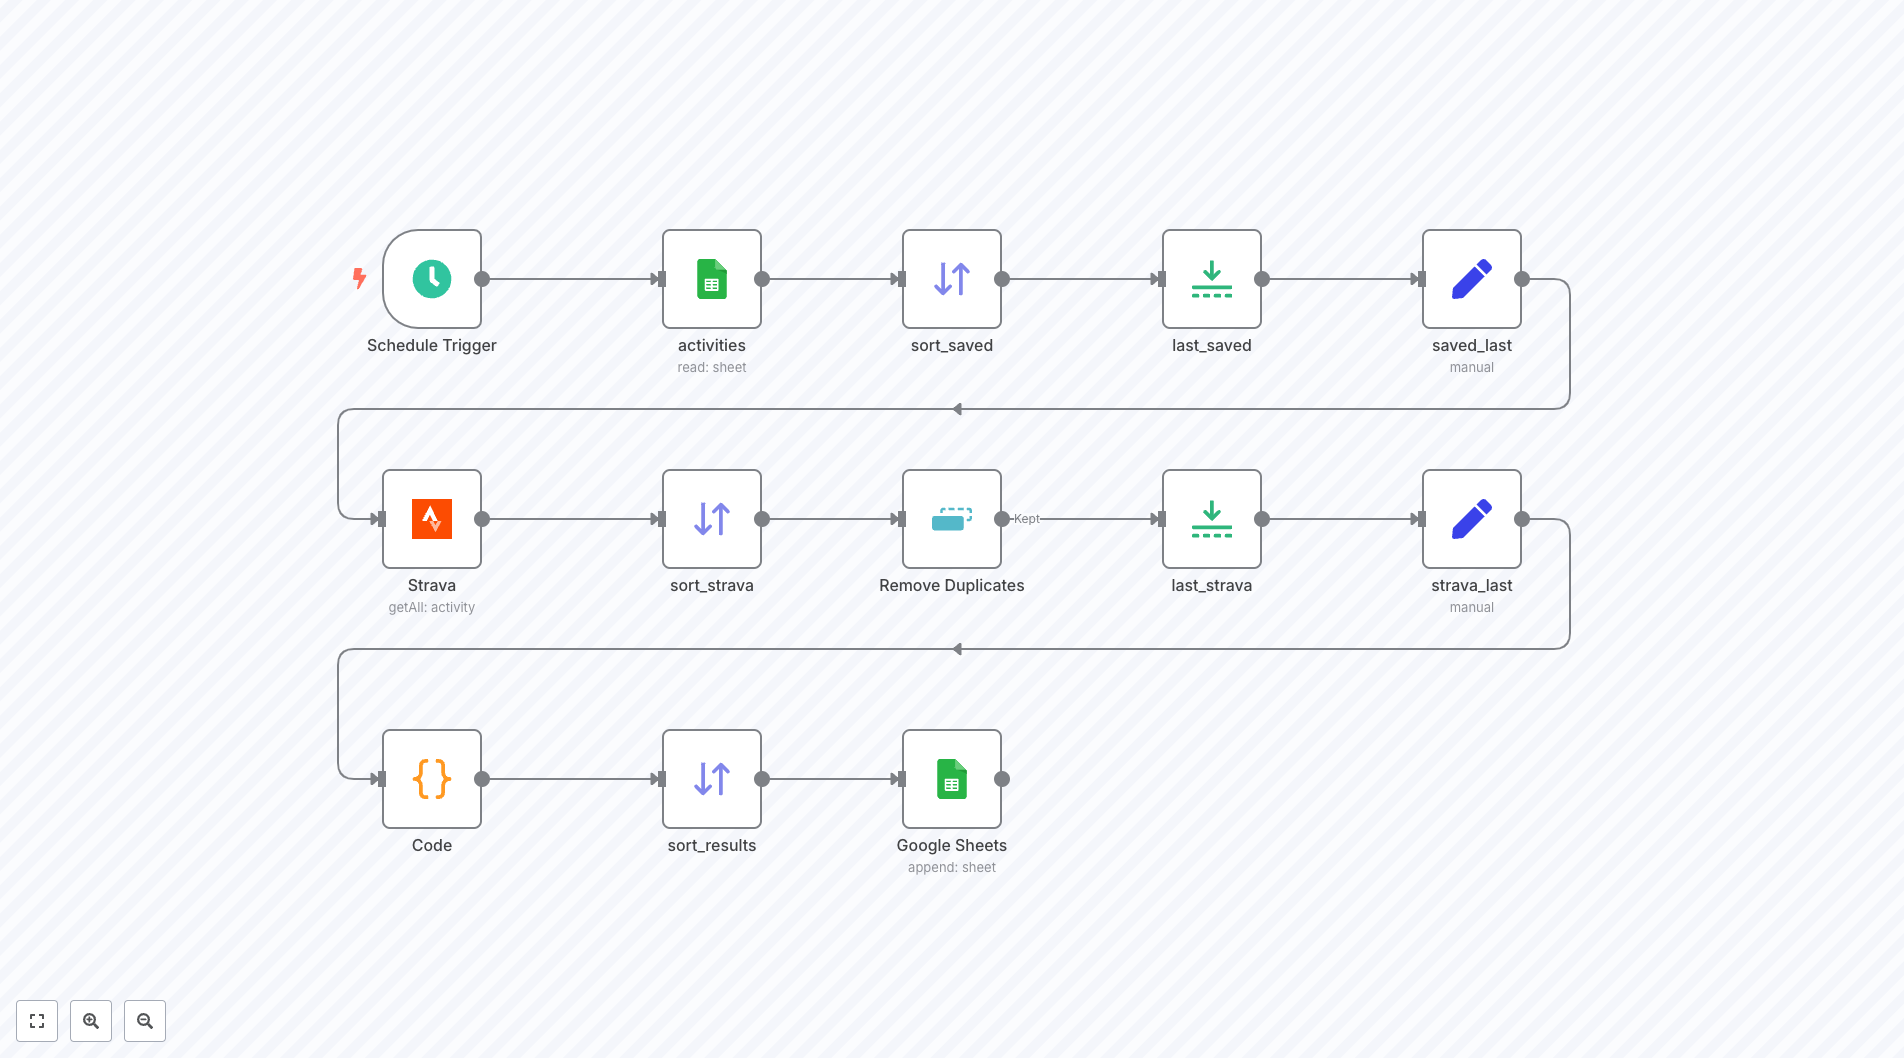 Schedule Trigger
activities
read: sheet
sort_saved
last_saved
saved_last
manual
Strava
getAll: activity
sort_strava
Remove Duplicates
Kept
last_strava
strava_last
manual
Code
sort_results
Google Sheets
append: sheet